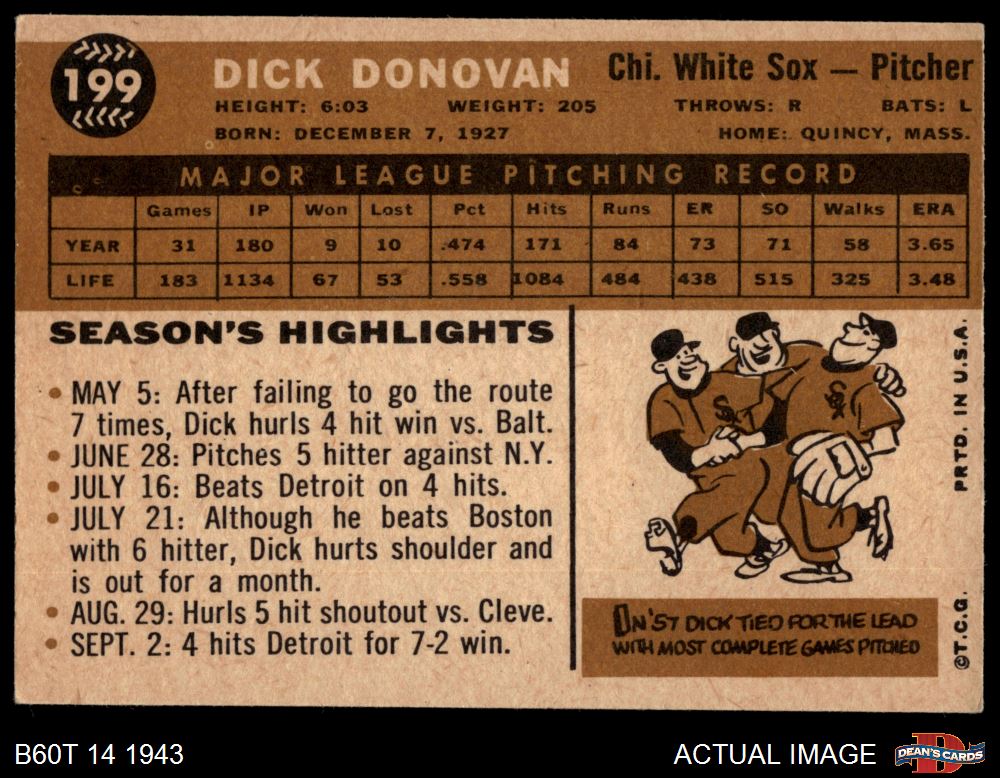 199
DICK DONOVAN Chi. White Sox — Pitcher
HEIGHT: 6:03 WEIGHT: 205 THROWS: R BATS: L
BORN: DECEMBER 7, 1927 HOME: QUINCY, MASS.
MAJOR LEAGUE PITCHING RECORD
Games IP Won Lost Pct Hits Runs ER SO Walks ERA
YEAR 31 180 9 10 .474 171 84 73 71 58 3.65
LIFE 183 1134 67 53 .558 1084 484 438 515 325 3.48
SEASON'S HIGHLIGHTS
• MAY 5: After failing to go the route
7 times, Dick hurls 4 hit win vs. Balt.
• JUNE 28: Pitches 5 hitter against N.Y.
• JULY 16: Beats Detroit on 4 hits.
• JULY 21: Although he beats Boston
with 6 hitter, Dick hurts shoulder and
is out for a month.
• AUG. 29: Hurls 5 hit shoutout vs. Cleve.
• SEPT. 2: 4 hits Detroit for 7-2 win.
SOX
SOX
IN '57 DICK TIED FOR THE LEAD
WITH MOST COMPLETE GAMES PITCHED
PRTD. IN U.S.A.
©T.C.G.
B60T 14 1943
ACTUAL IMAGE
DEAN'S CARDS